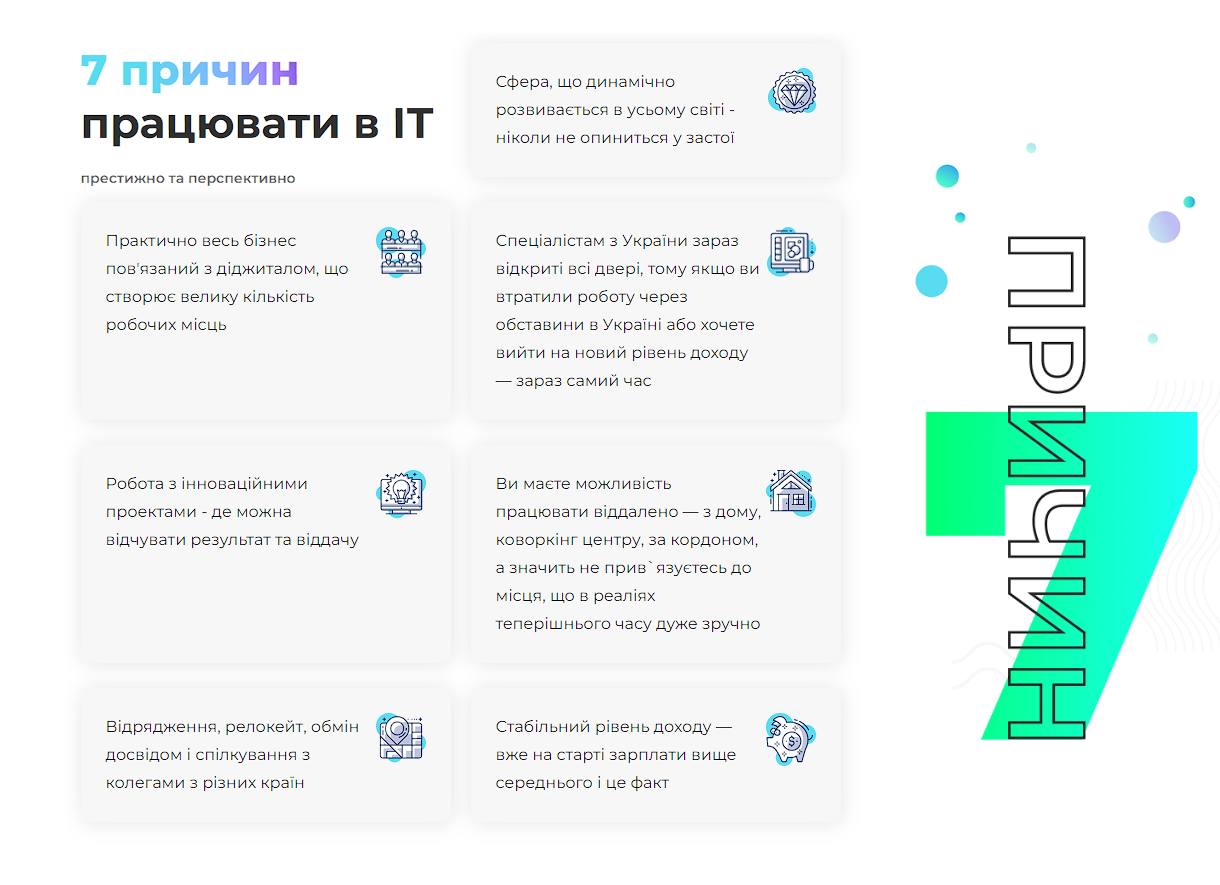 7 причин
працювати в ІТ
престижно та перспективно
Сфера, що динамічно
розвивається в усьому світі -
ніколи не опиниться у застої
Практично весь бізнес
пов'язаний з діджиталом, що
створює велику кількість
робочих місць
Спеціалістам з України зараз
відкриті всі двері, тому якщо ви
втратили роботу через
обставини в Україні або хочете
вийти на новий рівень доходу
— зараз самий час
Робота з інноваційними
проектами - де можна
відчувати результат та віддачу
Ви маєте можливість
працювати віддалено — з дому,
коворкінг центру, за кордоном,
а значить не прив`язуєтесь до
місця, що в реаліях
теперішнього часу дуже зручно
Відрядження, релокейт, обмін
досвідом і спілкування з
колегами з різних країн
Стабільний рівень доходу —
вже на старті зарплати вище
середнього і це факт
7
ПРИЧИН